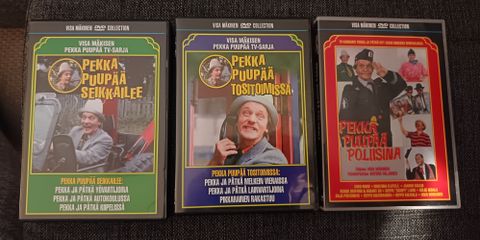 VISA MÄKINEN DVD COLLECTION
VISA MÄKISEN
PEKKA PUUPÄÄ TV-SARJA
PEKKA
PUUPÄÄ
SEIKKAILEE
PEKKA PUUPÄÄ SEIKKAILEE:
PEKKA JA PÄTKÄ YÖVARTIJOINA
PEKKA JA PÄTKÄ AUTOKOULUSSA
PEKKA JA PÄTKÄ KUPELISSA
VISA MÄKINEN DVD COLLECTION
VISA MÄKISEN
PEKKA PUUPÄÄ TV-SARJA
PEKKA
PUUPÄÄ
TOSITOIMISSA
PEKKA PUUPÄÄ TOSITOIMISSA:
PEKKA JA PÄTKÄ MELKEIN VIERAISSA
PEKKA JA PÄTKÄ LAIVANVARTIJOINA
PIKKARAINEN RAKASTUU
VISA MÄKINEN DVD COLLECTION
PEKKA
PUUPÄÄ
POLIISINA